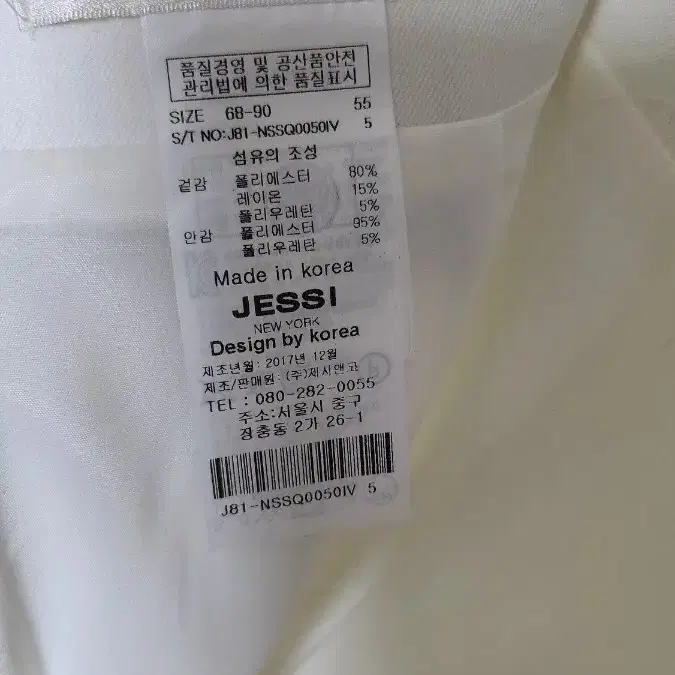 품질경영 및 공산품안전
관리법에 의한 품질표시
SIZE 68-90 55
S/T NO:J81-NSSQ0050IV 5
섬유의 조성
겉감 폴리에스터 80%
레이온 15%
폴리우레탄 5%
안감 폴리에스터 95%
폴리우레탄 5%
Made in korea
JESSI
NEW YORK
Design by korea
제조년월: 2017년 12월
제조/판매원: (주)제시앤코
TEL : 080-282-0055
주소:서울시 중구
장충동 2가 26-1
J81-NSSQ0050IV 5